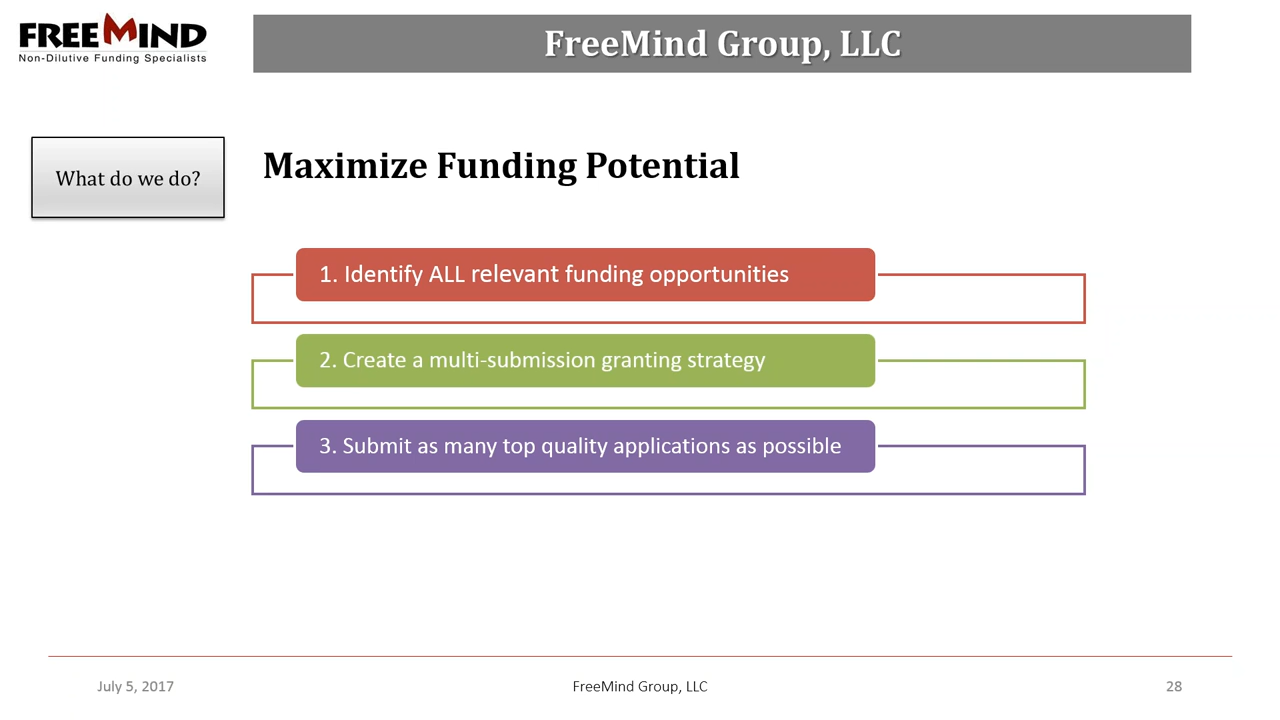 FREEMIND
Non-Dilutive Funding Specialists
FreeMind Group, LLC
What do we do?
Maximize Funding Potential
1. Identify ALL relevant funding opportunities
2. Create a multi-submission granting strategy
3. Submit as many top quality applications as possible
July 5, 2017
FreeMind Group, LLC
28